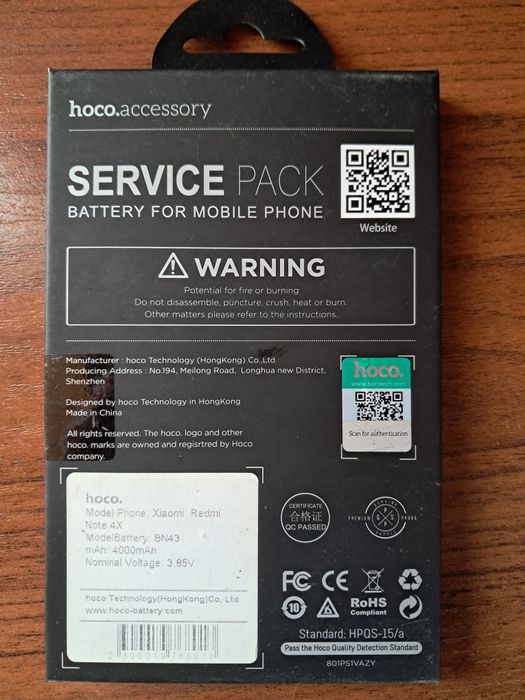 hoco.accessory
SERVICE PACK
BATTERY FOR MOBILE PHONE
Website
WARNING
Potential for fire or burning
Do not disassemble, puncture, crush, heat or burn.
Other matters please refer to the instructions.
Manufacturer : hoco Technology (HongKong) Co,.Ltd
Producing Address : No.194, Meilong Road, Longhua new District,
Shenzhen
Designed by hoco Technology in HongKong
Made in China
All rights reserved. The hoco. logo and other
hoco. marks are owned and regisrtred by Hoco
company.
hoco.
www.hocotech.com
Scan for authentication
hoco.
Model Phone: Xiaomi Redmi
Note 4X
ModelBattery: BN43
mAh: 4000mAh
Nominal Voltage: 3.85V
hoco Technology(HongKong)Co, Ltd
www.hoco-battery.com
CERTIFICATE
合格证
QC PASSED
PREMIUM
FC CE
10
RoHS
Compliant
Standard: HPQS-15/a
Pass the Hoco Quality Detection Standard
801PS1VAZY